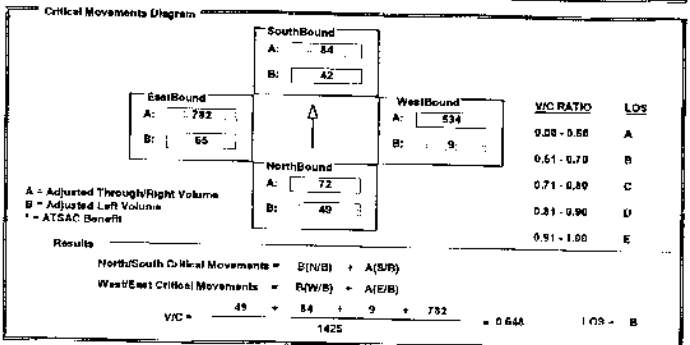 Critical Movements Diagram
SouthBound
A: 84
B: 42
EastBound
A: 782
B: 65
WestBound
A: 534
B: 9
NorthBound
A: 72
B: 49
V/C RATIO LOS
0.00 - 0.60 A
0.61 - 0.70 B
0.71 - 0.80 C
0.81 - 0.90 D
0.91 - 1.00 E
A = Adjusted Through/Right Volume
B = Adjusted Left Volume
* = ATSAC Benefit
Results
North/South Critical Movements = B(N/B) + A(S/B)
West/East Critical Movements = B(W/B) + A(E/B)
V/C = 49 + 84 + 9 + 782 = 0.648 LOS = B
1425